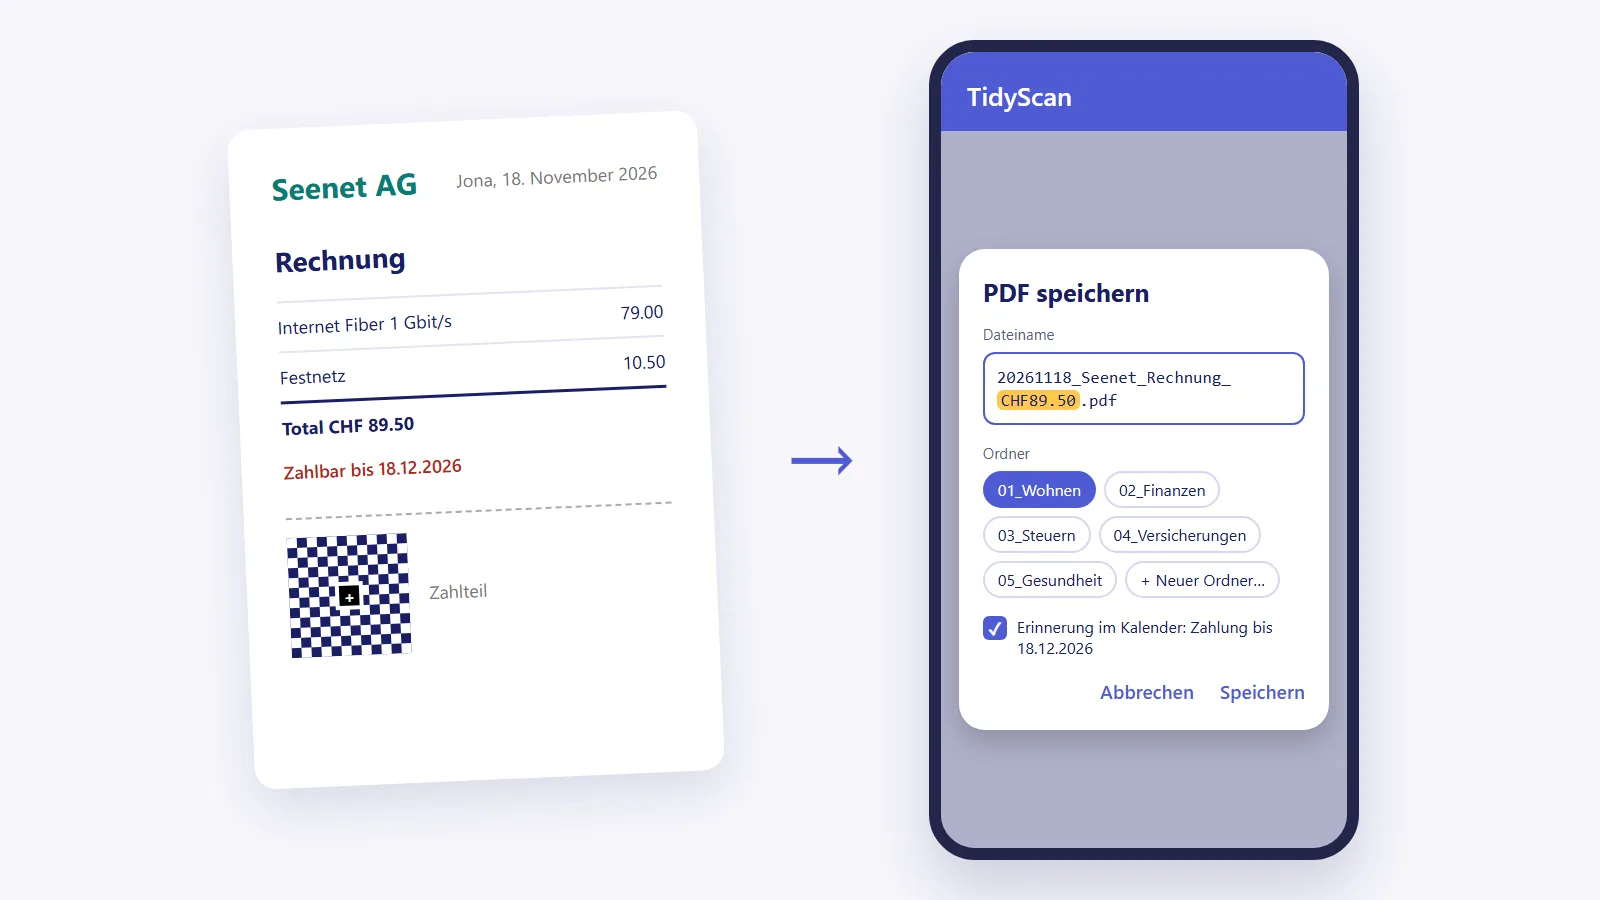 Seenet AG
Jona, 18. November 2026
Rechnung
Internet Fiber 1 Gbit/s 79.00
Festnetz 10.50
Total CHF 89.50
Zahlbar bis 18.12.2026
Zahlteil
TidyScan
PDF speichern
Dateiname
20261118_Seenet_Rechnung_
CHF89.50.pdf
Ordner
01_Wohnen
02_Finanzen
03_Steuern
04_Versicherungen
05_Gesundheit
+ Neuer Ordner...
Erinnerung im Kalender: Zahlung bis
18.12.2026
Abbrechen
Speichern